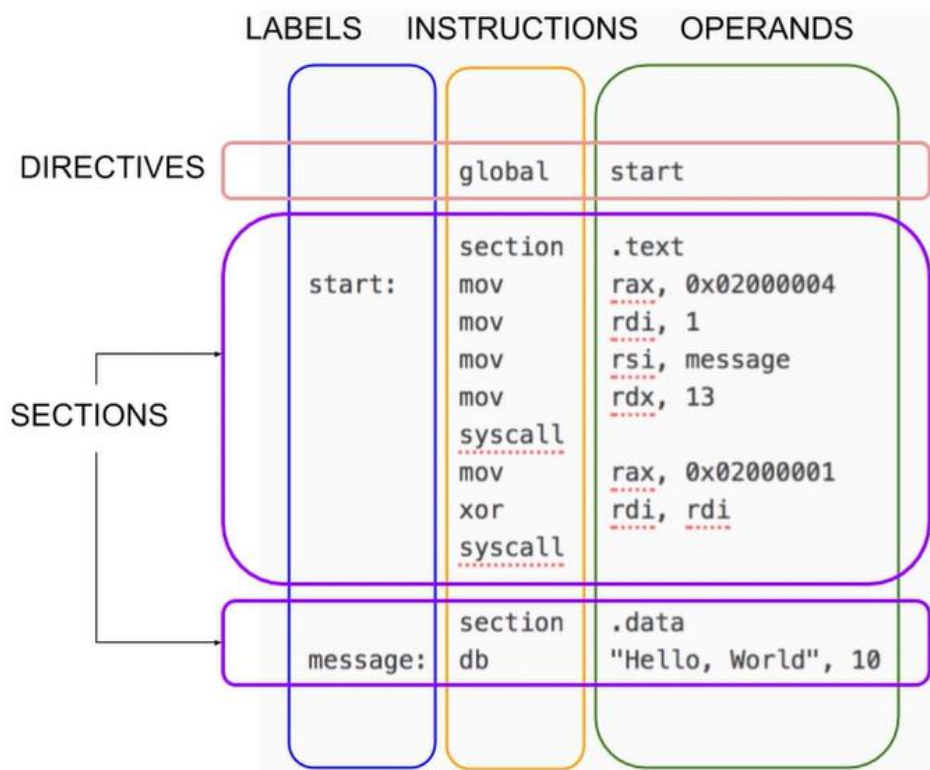 LABELS INSTRUCTIONS OPERANDS
DIRECTIVES global start
section .text
start: mov rax, 0x02000004
mov rdi, 1
mov rsi, message
mov rdx, 13
SECTIONS
syscall
mov rax, 0x02000001
xor rdi, rdi
syscall
section .data
message: db "Hello, World", 10